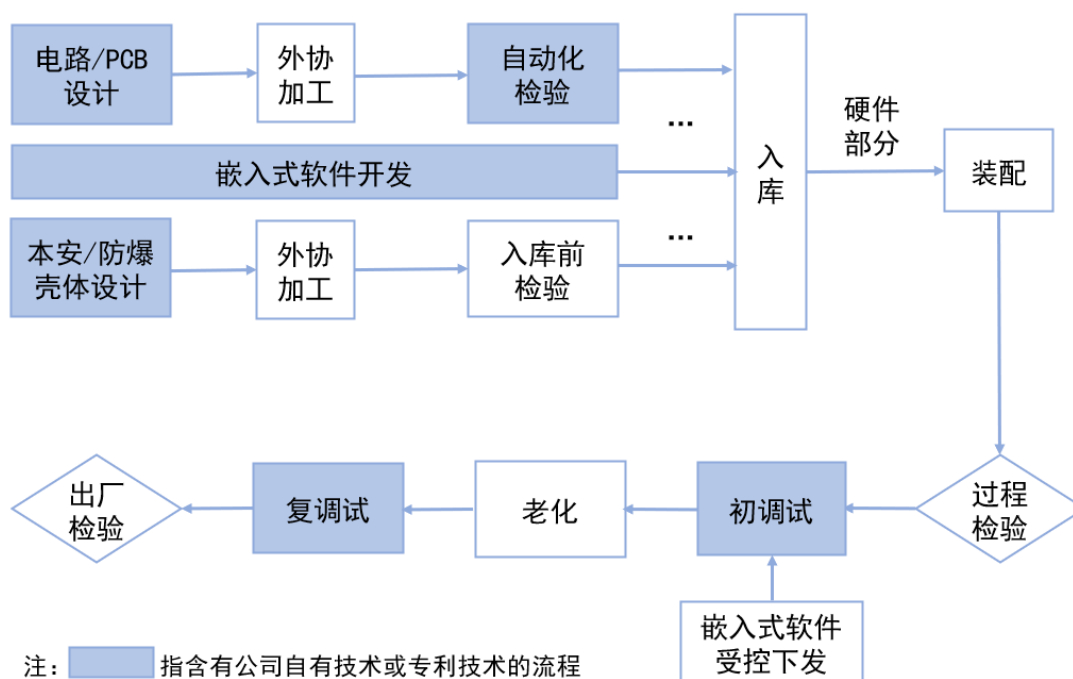 电路/PCB
设计
外协
加工
自动化
检验
...
嵌入式软件开发
本安/防爆
壳体设计
外协
加工
入库前
检验
...
入
库
硬件
部分
装配
过程
检验
初调试
嵌入式软件
受控下发
老化
复调试
出厂
检验
注：
指含有公司自有技术或专利技术的流程